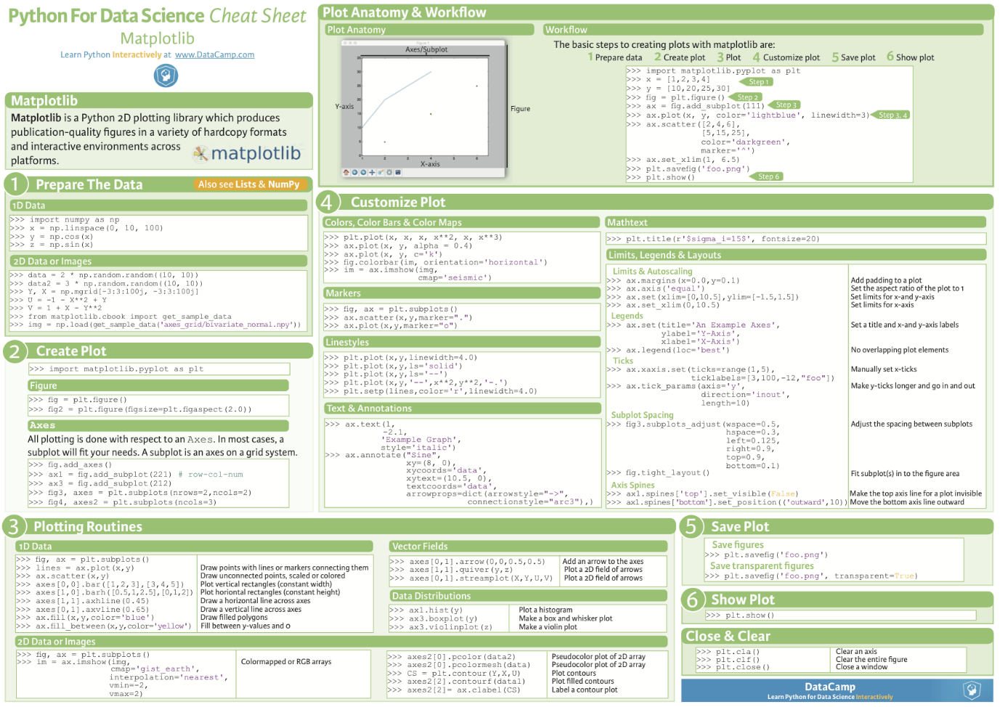 Python For Data Science Cheat Sheet
Matplotlib
Learn Python Interactively at www.DataCamp.com
Matplotlib
Matplotlib is a Python 2D plotting library which produces
publication-quality figures in a variety of hardcopy formats
and interactive environments across
platforms.
matplotlib
1 Prepare The Data
Also see Lists & NumPy
1D Data
>>> import numpy as np
>>> x = np.linspace(0, 10, 100)
>>> y = np.cos(x)
>>> z = np.sin(x)
2D Data or Images
>>> data = 2 * np.random.random((10, 10))
>>> data2 = 3 * np.random.random((10, 10))
>>> Y, X = np.mgrid[-3:3:100j, -3:3:100j]
>>> U = -1 - X**2 + Y
>>> V = 1 + X - Y**2
>>> from matplotlib.cbook import get_sample_data
>>> img = np.load(get_sample_data('axes_grid/bivariate_normal.npy'))
2 Create Plot
>>> import matplotlib.pyplot as plt
Figure
>>> fig = plt.figure()
>>> fig2 = plt.figure(figsize=plt.figaspect(2.0))
Axes
All plotting is done with respect to an Axes. In most cases, a
subplot will fit your needs. A subplot is an axes on a grid system.
>>> fig.add_axes()
>>> ax1 = fig.add_subplot(221) # row-col-num
>>> ax3 = fig.add_subplot(212)
>>> fig3, axes = plt.subplots(nrows=2,ncols=2)
>>> fig4, axes2 = plt.subplots(ncols=3)
Plot Anatomy & Workflow
Plot Anatomy
Axes/Subplot
Y-axis
Figure
X-axis
Workflow
The basic steps to creating plots with matplotlib are:
1 Prepare data 2 Create plot 3 Plot 4 Customize plot 5 Save plot 6 Show plot
>>> import matplotlib.pyplot as plt
>>> x = [1,2,3,4]
Step 1
>>> y = [10,20,25,30]
>>> fig = plt.figure() Step 2
>>> ax = fig.add_subplot(111) Step 3
>>> ax.plot(x, y, color='lightblue', linewidth=3) Step 3, 4
>>> ax.scatter([2,4,6],
[5,15,25],
color='darkgreen',
marker='^')
>>> ax.set_xlim(1, 6.5)
>>> plt.savefig('foo.png')
>>> plt.show() Step 6
4 Customize Plot
Colors, Color Bars & Color Maps
>>> plt.plot(x, x, x, x**2, x, x**3)
>>> ax.plot(x, y, alpha = 0.4)
>>> ax.plot(x, y, c='k')
>>> fig.colorbar(im, orientation='horizontal')
>>> im = ax.imshow(img,
cmap='seismic')
Markers
>>> fig, ax = plt.subplots()
>>> ax.scatter(x,y,marker=".")
>>> ax.plot(x,y,marker="o")
Linestyles
>>> plt.plot(x,y,linewidth=4.0)
>>> plt.plot(x,y,ls='solid')
>>> plt.plot(x,y,ls='--')
>>> plt.plot(x,y,'--',x**2,y**2,'-.')
>>> plt.setp(lines,color='r',linewidth=4.0)
Text & Annotations
>>> ax.text(1,
-2.1,
'Example Graph',
style='italic')
>>> ax.annotate("Sine",
xy=(8, 0),
xycoords='data',
xytext=(10.5, 0),
textcoords='data',
arrowprops=dict(arrowstyle="->",
connectionstyle="arc3"),)
Mathtext
>>> plt.title(r'$sigma_i=15$', fontsize=20)
Limits, Legends & Layouts
Limits & Autoscaling
>>> ax.margins(x=0.0,y=0.1) Add padding to a plot
>>> ax.axis('equal') Set the aspect ratio of the plot to 1
>>> ax.set(xlim=[0,10.5],ylim=[-1.5,1.5]) Set limits for x-and y-axis
>>> ax.set_xlim(0,10.5) Set limits for x-axis
Legends
>>> ax.set(title='An Example Axes', Set a title and x-and y-axis labels
ylabel='Y-Axis',
xlabel='X-Axis')
>>> ax.legend(loc='best') No overlapping plot elements
Ticks
>>> ax.xaxis.set(ticks=range(1,5), Manually set x-ticks
ticklabels=[3,100,-12,"foo"])
>>> ax.tick_params(axis='y', Make y-ticks longer and go in and out
direction='inout',
length=10)
Subplot Spacing
>>> fig3.subplots_adjust(wspace=0.5, Adjust the spacing between subplots
hspace=0.3,
left=0.125,
right=0.9,
top=0.9,
bottom=0.1)
>>> fig.tight_layout() Fit subplot(s) in to the figure area
Axis Spines
>>> ax1.spines['top'].set_visible(False) Make the top axis line for a plot invisible
>>> ax1.spines['bottom'].set_position(('outward',10)) Move the bottom axis line outward
3 Plotting Routines
1D Data
>>> fig, ax = plt.subplots()
>>> lines = ax.plot(x,y) Draw points with lines or markers connecting them
>>> ax.scatter(x,y) Draw unconnected points, scaled or colored
>>> axes[0,0].bar([1,2,3],[3,4,5]) Plot vertical rectangles (constant width)
>>> axes[1,0].barh([0.5,1,2.5],[0,1,2]) Plot horiontal rectangles (constant height)
>>> axes[1,1].axhline(0.45) Draw a horizontal line across axes
>>> axes[0,1].axvline(0.65) Draw a vertical line across axes
>>> ax.fill(x,y,color='blue') Draw filled polygons
>>> ax.fill_between(x,y,color='yellow') Fill between y-values and 0
2D Data or Images
>>> fig, ax = plt.subplots()
>>> im = ax.imshow(img, Colormapped or RGB arrays
cmap='gist_earth',
interpolation='nearest',
vmin=-2,
vmax=2)
Vector Fields
>>> axes[0,1].arrow(0,0,0.5,0.5) Add an arrow to the axes
>>> axes[1,1].quiver(y,z) Plot a 2D field of arrows
>>> axes[0,1].streamplot(X,Y,U,V) Plot a 2D field of arrows
Data Distributions
>>> ax1.hist(y) Plot a histogram
>>> ax3.boxplot(y) Make a box and whisker plot
>>> ax3.violinplot(z) Make a violin plot
>>> axes2[0].pcolor(data2) Pseudocolor plot of 2D array
>>> axes2[0].pcolormesh(data) Pseudocolor plot of 2D array
>>> CS = plt.contour(Y,X,U) Plot contours
>>> axes2[2].contourf(data1) Plot filled contours
>>> axes2[2]= ax.clabel(CS) Label a contour plot
5 Save Plot
Save figures
>>> plt.savefig('foo.png')
Save transparent figures
>>> plt.savefig('foo.png', transparent=True)
6 Show Plot
>>> plt.show()
Close & Clear
>>> plt.cla() Clear an axis
>>> plt.clf() Clear the entire figure
>>> plt.close() Close a window
DataCamp
Learn Python for Data Science Interactively